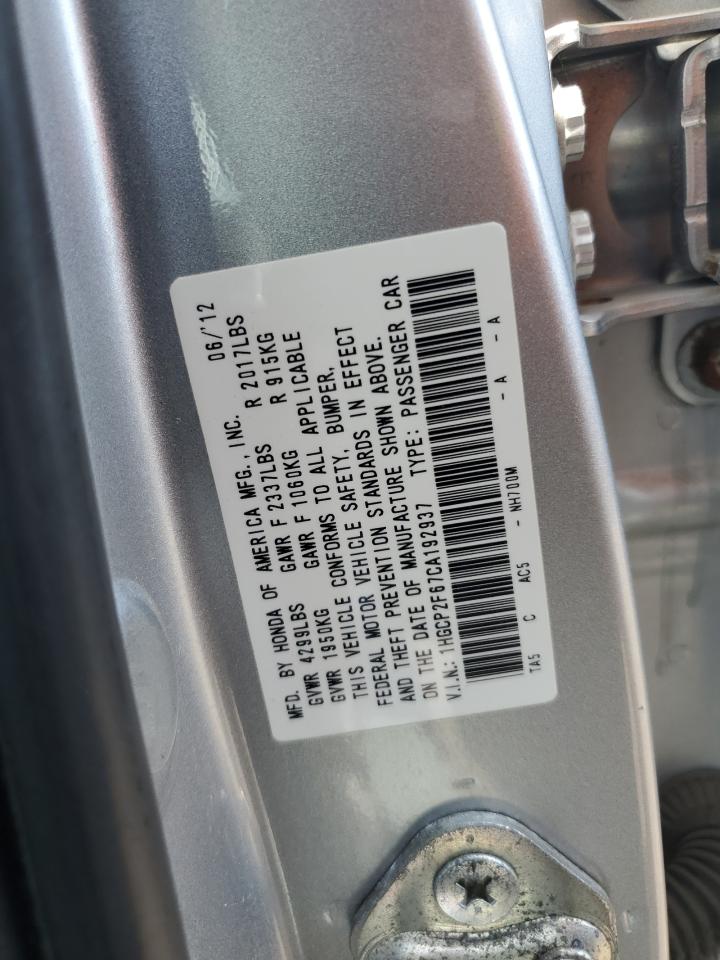 MFD. BY HONDA OF AMERICA MFG., INC. 06/'12
GVWR 4299LBS GAWR F 2337LBS R 2017LBS
GVWR 1950KG GAWR F 1060KG R 915KG
THIS VEHICLE CONFORMS TO ALL APPLICABLE
FEDERAL MOTOR VEHICLE SAFETY, BUMPER,
AND THEFT PREVENTION STANDARDS IN EFFECT
ON THE DATE OF MANUFACTURE SHOWN ABOVE.
V.I.N.: 1HGCP2F67CA192937 TYPE: PASSENGER CAR
TA5 C AC5 - NH700M - A - A